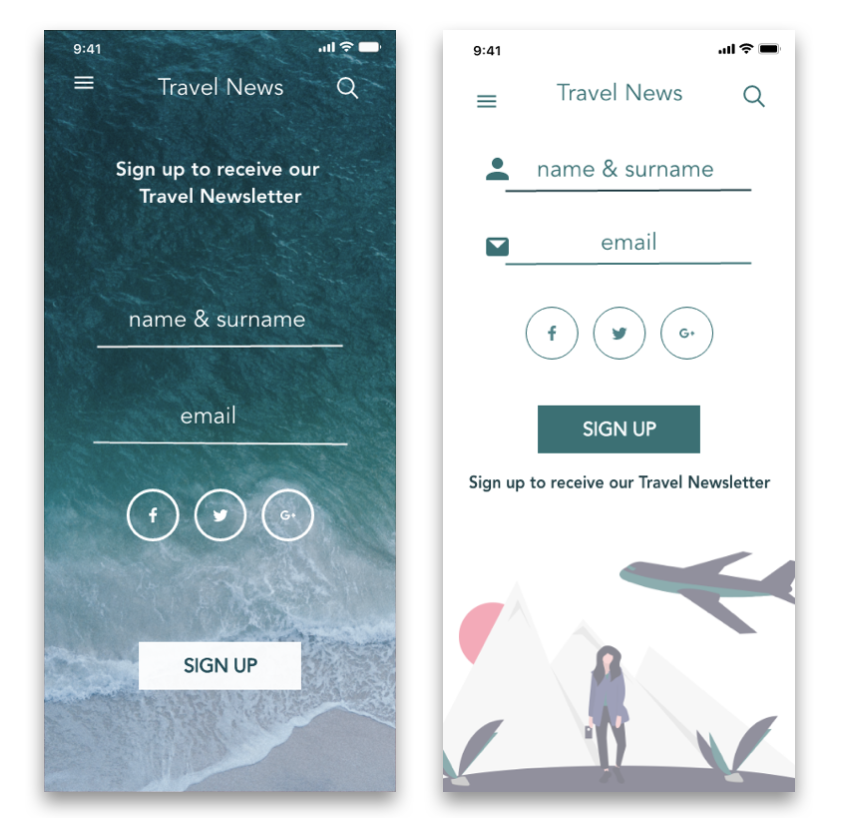 9:41
Travel News
Sign up to receive our
Travel Newsletter
name & surname
email
f
G+
SIGN UP
9:41
Travel News
name & surname
email
f
G+
SIGN UP
Sign up to receive our Travel Newsletter